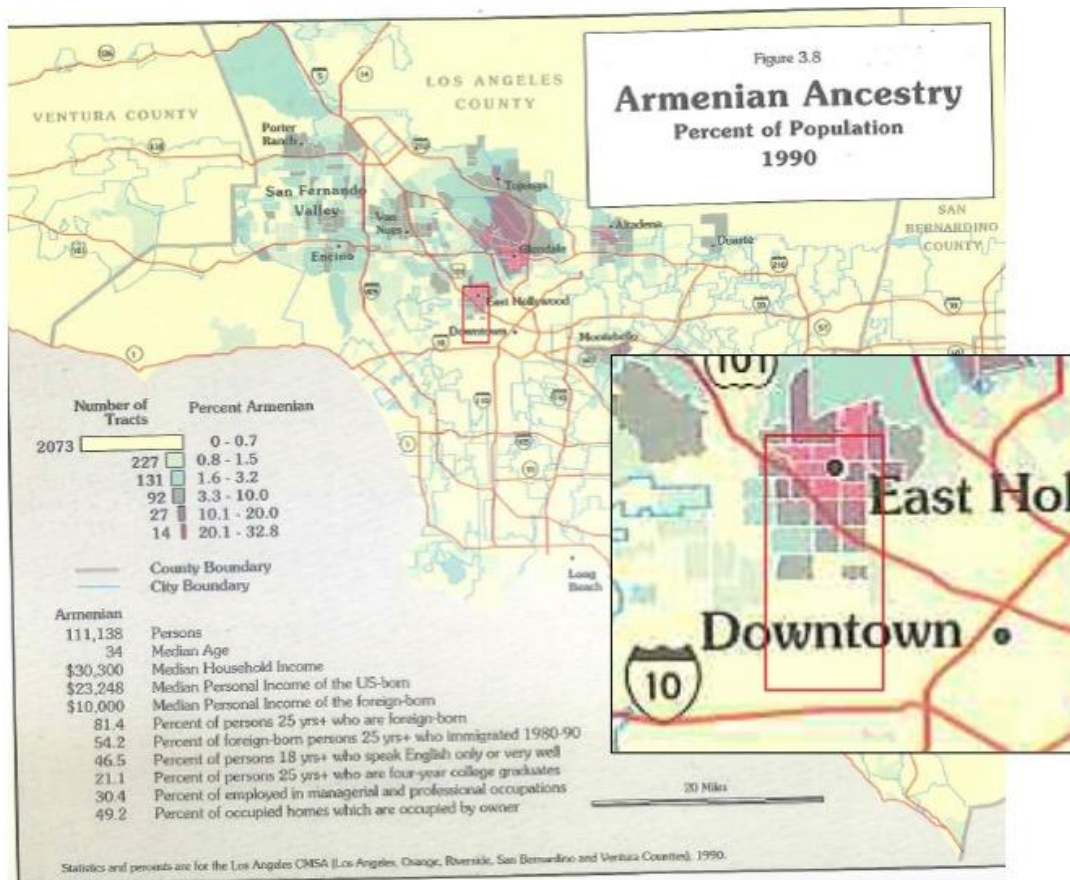 Figure 3.8
Armenian Ancestry
Percent of Population
1990
LOS ANGELES
COUNTY
VENTURA COUNTY
SAN
BERNARDINO
COUNTY
Porter
Ranch
San Fernando
Valley
Van
Nuys
Encino
Tujunga
Glendale
Altadena
Duarte
East Hollywood
Downtown
Montebello
Long
Beach
5
14
118
101
210
405
10
1
57
Number of
Tracts
Percent Armenian
2073 0 - 0.7
227 0.8 - 1.5
131 1.6 - 3.2
92 3.3 - 10.0
27 10.1 - 20.0
14 20.1 - 32.8
County Boundary
City Boundary
Armenian
111,138 Persons
34 Median Age
$30,300 Median Household Income
$23,248 Median Personal Income of the US-born
$10,000 Median Personal Income of the foreign-born
81.4 Percent of persons 25 yrs+ who are foreign-born
54.2 Percent of foreign-born persons 25 yrs+ who immigrated 1980-90
46.5 Percent of persons 18 yrs+ who speak English only or very well
21.1 Percent of persons 25 yrs+ who are four-year college graduates
30.4 Percent of employed in managerial and professional occupations
49.2 Percent of occupied homes which are occupied by owner
20 Miles
Statistics and percents are for the Los Angeles CMSA (Los Angeles, Orange, Riverside, San Bernardino and Ventura Counties), 1990.
101
East Hol
Downtown
10